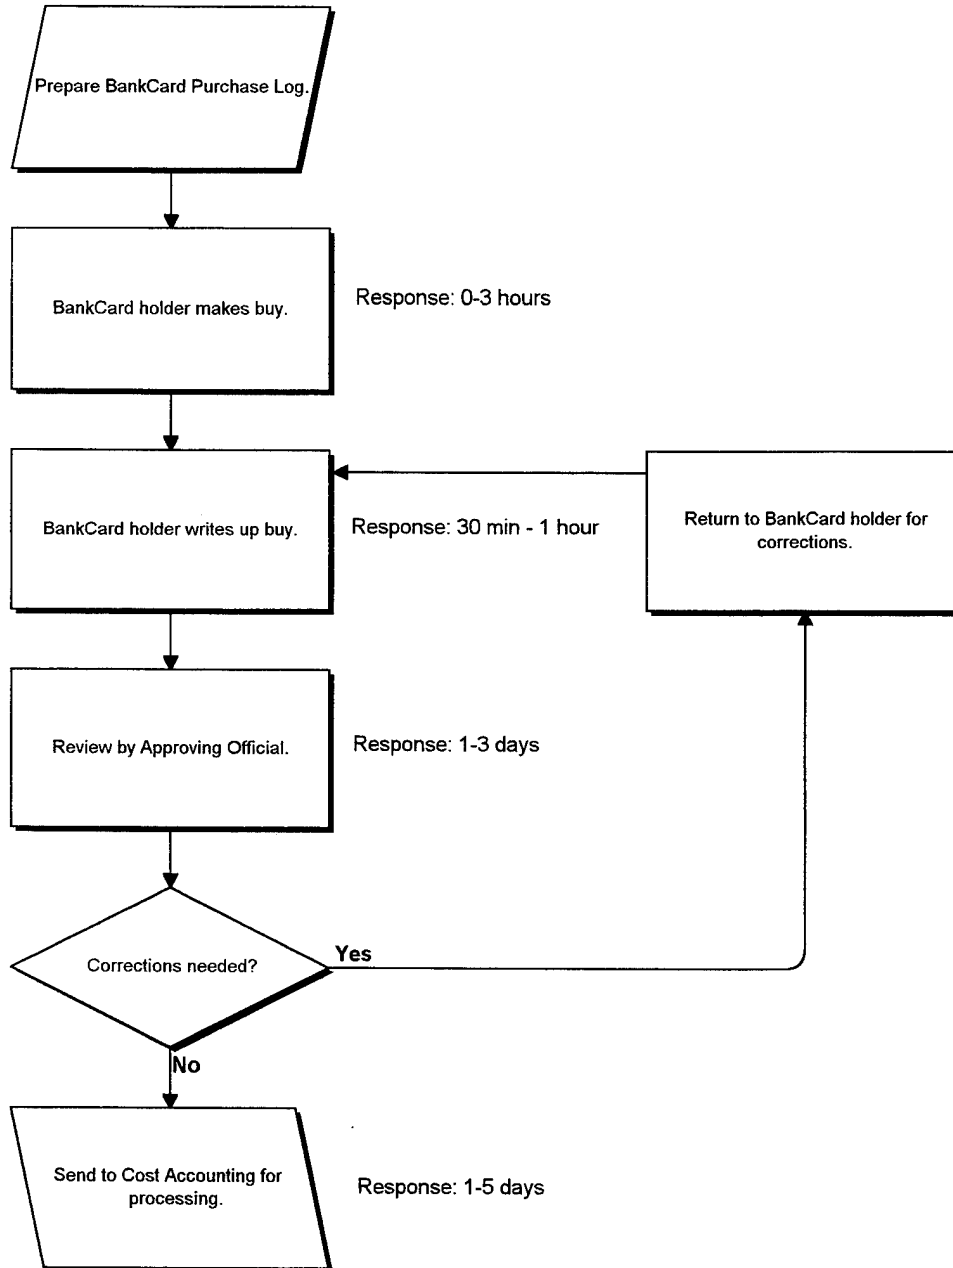 Prepare BankCard Purchase Log.
BankCard holder makes buy.
Response: 0-3 hours
BankCard holder writes up buy.
Response: 30 min - 1 hour
Return to BankCard holder for
corrections.
Review by Approving Official.
Response: 1-3 days
Corrections needed?
Yes
No
Send to Cost Accounting for
processing.
Response: 1-5 days